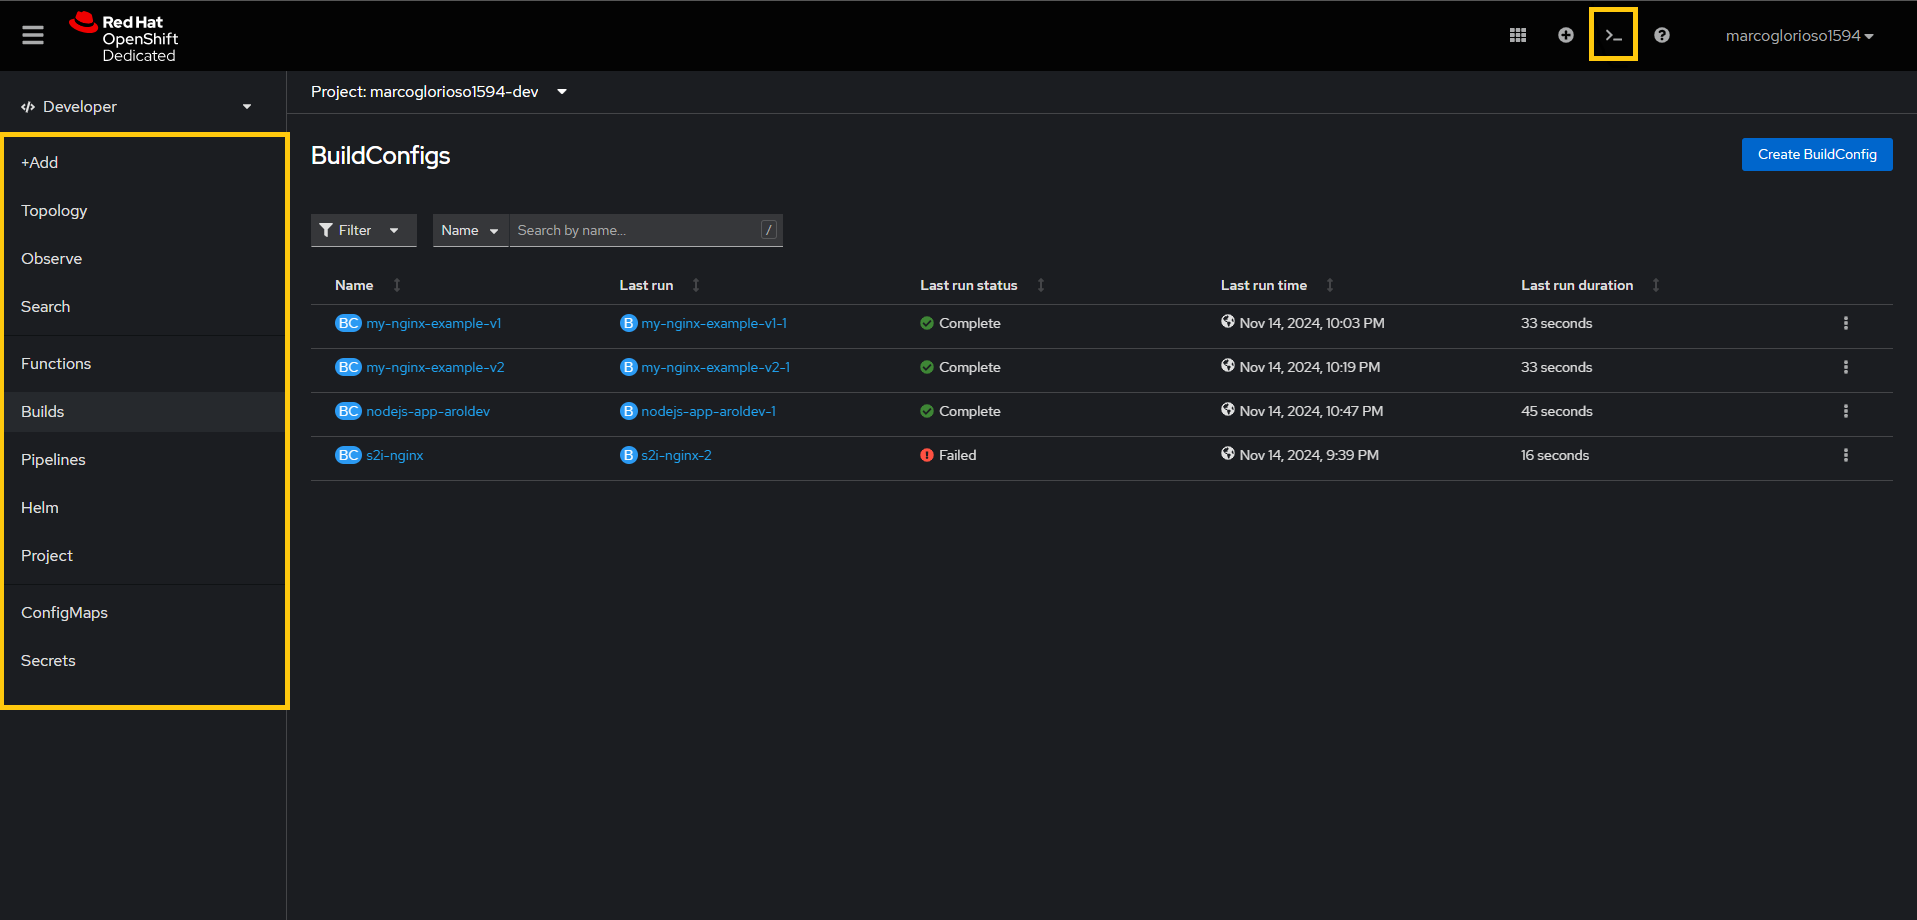 Red Hat
OpenShift
Dedicated
>_
?
marcoglorioso1594
</> Developer
Project: marcoglorioso1594-dev
+Add
Topology
Observe
Search
Functions
Builds
Pipelines
Helm
Project
ConfigMaps
Secrets
BuildConfigs
Create BuildConfig
Filter Name Search by name... /
Name Last run Last run status Last run time Last run duration
BC my-nginx-example-v1 B my-nginx-example-v1-1 Complete Nov 14, 2024, 10:03 PM 33 seconds
BC my-nginx-example-v2 B my-nginx-example-v2-1 Complete Nov 14, 2024, 10:19 PM 33 seconds
BC nodejs-app-aroldev B nodejs-app-aroldev-1 Complete Nov 14, 2024, 10:47 PM 45 seconds
BC s2i-nginx B s2i-nginx-2 Failed Nov 14, 2024, 9:39 PM 16 seconds